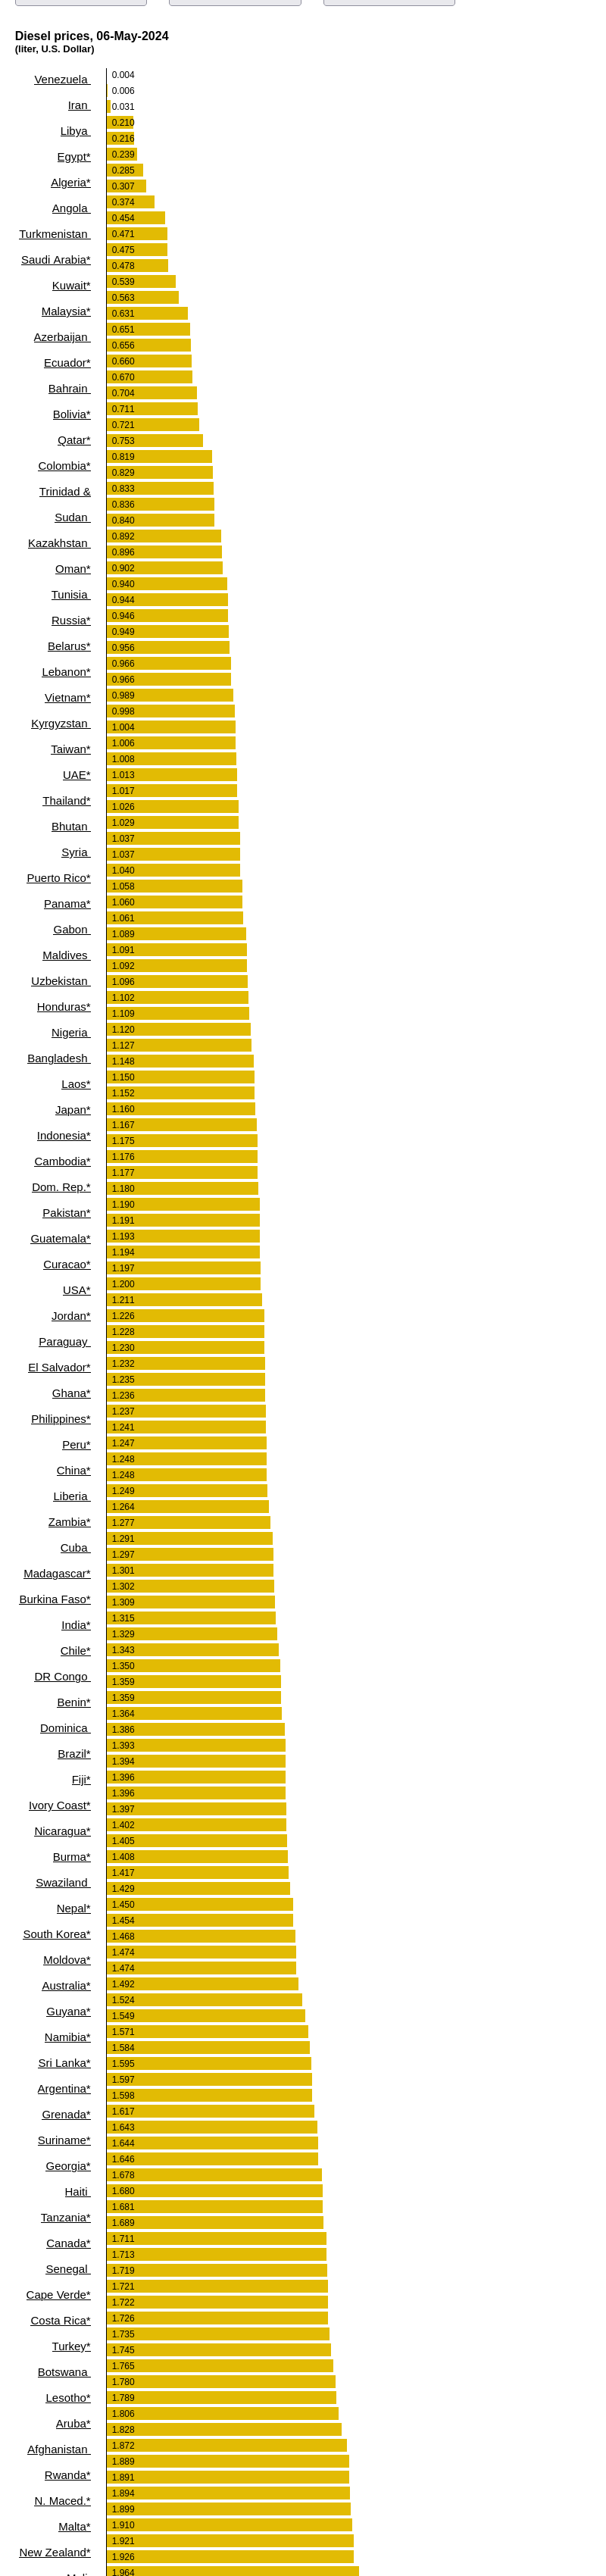 Diesel prices, 06-May-2024
(liter, U.S. Dollar)
Venezuela
Iran
Libya
Egypt*
Algeria*
Angola
Turkmenistan
Saudi Arabia*
Kuwait*
Malaysia*
Azerbaijan
Ecuador*
Bahrain
Bolivia*
Qatar*
Colombia*
Trinidad &
Sudan
Kazakhstan
Oman*
Tunisia
Russia*
Belarus*
Lebanon*
Vietnam*
Kyrgyzstan
Taiwan*
UAE*
Thailand*
Bhutan
Syria
Puerto Rico*
Panama*
Gabon
Maldives
Uzbekistan
Honduras*
Nigeria
Bangladesh
Laos*
Japan*
Indonesia*
Cambodia*
Dom. Rep.*
Pakistan*
Guatemala*
Curacao*
USA*
Jordan*
Paraguay
El Salvador*
Ghana*
Philippines*
Peru*
China*
Liberia
Zambia*
Cuba
Madagascar*
Burkina Faso*
India*
Chile*
DR Congo
Benin*
Dominica
Brazil*
Fiji*
Ivory Coast*
Nicaragua*
Burma*
Swaziland
Nepal*
South Korea*
Moldova*
Australia*
Guyana*
Namibia*
Sri Lanka*
Argentina*
Grenada*
Suriname*
Georgia*
Haiti
Tanzania*
Canada*
Senegal
Cape Verde*
Costa Rica*
Turkey*
Botswana
Lesotho*
Aruba*
Afghanistan
Rwanda*
N. Maced.*
Malta*
New Zealand*
0.004
0.006
0.031
0.210
0.216
0.239
0.285
0.307
0.374
0.454
0.471
0.475
0.478
0.539
0.563
0.631
0.651
0.656
0.660
0.670
0.704
0.711
0.721
0.753
0.819
0.829
0.833
0.836
0.840
0.892
0.896
0.902
0.940
0.944
0.946
0.949
0.956
0.966
0.966
0.989
0.998
1.004
1.006
1.008
1.013
1.017
1.026
1.029
1.037
1.037
1.040
1.058
1.060
1.061
1.089
1.091
1.092
1.096
1.102
1.109
1.120
1.127
1.148
1.150
1.152
1.160
1.167
1.175
1.176
1.177
1.180
1.190
1.191
1.193
1.194
1.197
1.200
1.211
1.226
1.228
1.230
1.232
1.235
1.236
1.237
1.241
1.247
1.248
1.248
1.249
1.264
1.277
1.291
1.297
1.301
1.302
1.309
1.315
1.329
1.343
1.350
1.359
1.359
1.364
1.386
1.393
1.394
1.396
1.396
1.397
1.402
1.405
1.408
1.417
1.429
1.450
1.454
1.468
1.474
1.474
1.492
1.524
1.549
1.571
1.584
1.595
1.597
1.598
1.617
1.643
1.644
1.646
1.678
1.680
1.681
1.689
1.711
1.713
1.719
1.721
1.722
1.726
1.735
1.745
1.765
1.780
1.789
1.806
1.828
1.872
1.889
1.891
1.894
1.899
1.910
1.921
1.926
1.964